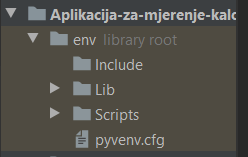 Aplikacija-za-mjerenje-kalo
env library root
Include
Lib
Scripts
pyvenv.cfg